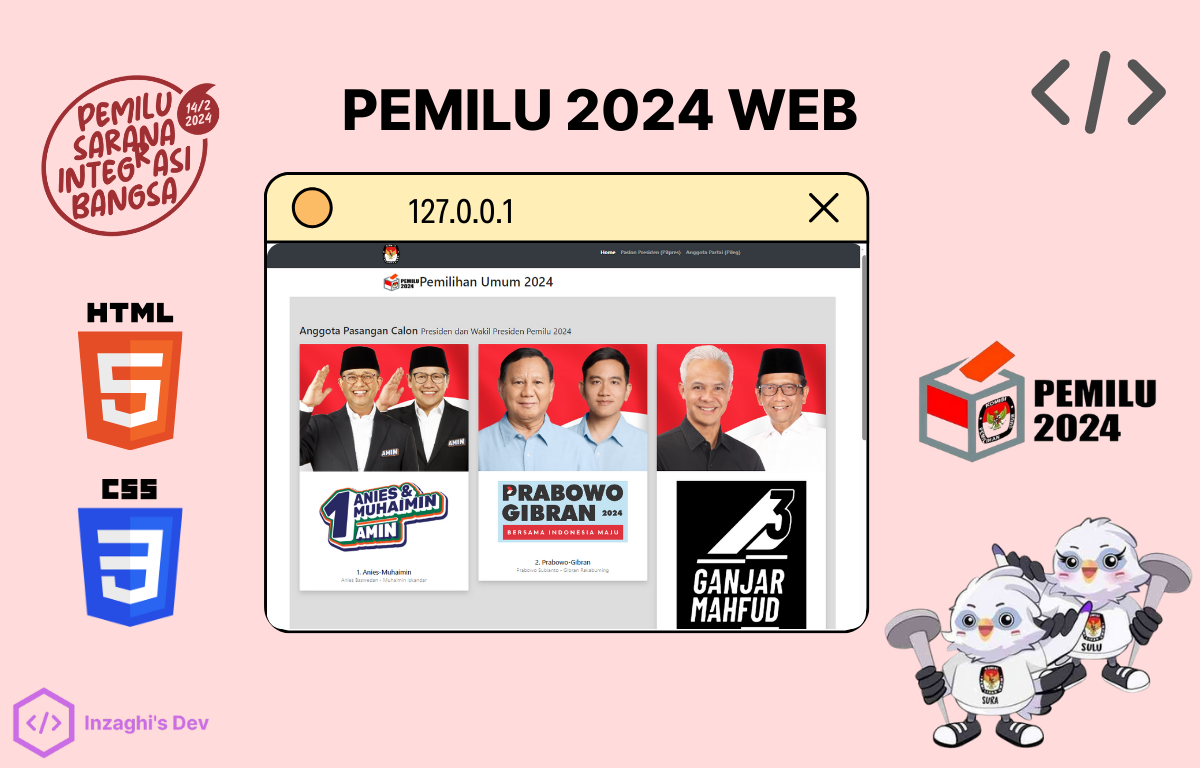 PEMILU
SARANA
INTEGRASI
BANGSA
14/2
2024
PEMILU 2024 WEB
</>
127.0.0.1
Home Paslon Presiden (Pilpres) Anggota Partai (Pileg)
PEMILU
2024
Pemilihan Umum 2024
Anggota Pasangan Calon Presiden dan Wakil Presiden Pemilu 2024
AMIN
AMIN
1 ANIES &
MUHAIMIN
AMIN
1. Anies-Muhaimin
Anies Baswedan - Muhaimin Iskandar
PRABOWO
GIBRAN 2024
BERSAMA INDONESIA MAJU
2. Prabowo-Gibran
Prabowo Subianto - Gibran Rakabuming
3
GANJAR
MAHFUD
HTML
5
CSS
3
KOMISI
PEMILU
2024
SULU
SURA
</> Inzaghi's Dev